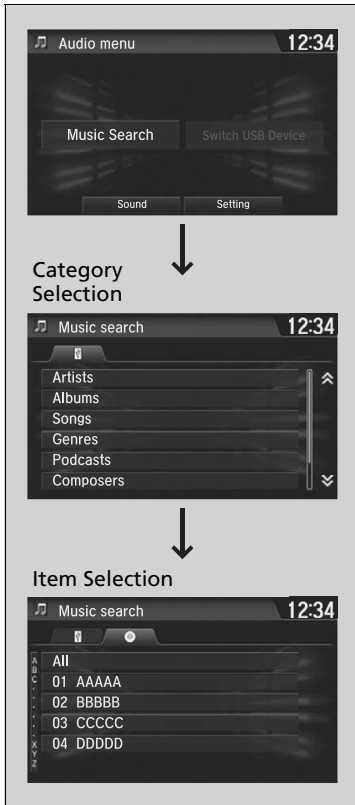 Audio menu 12:34
Music Search Switch USB Device
Sound Setting
Category
Selection
Music search 12:34
Artists
Albums
Songs
Genres
Podcasts
Composers
Item Selection
Music search 12:34
A
B
C
All
01 AAAAA
02 BBBBB
03 CCCCC
04 DDDDD
X
Y
Z